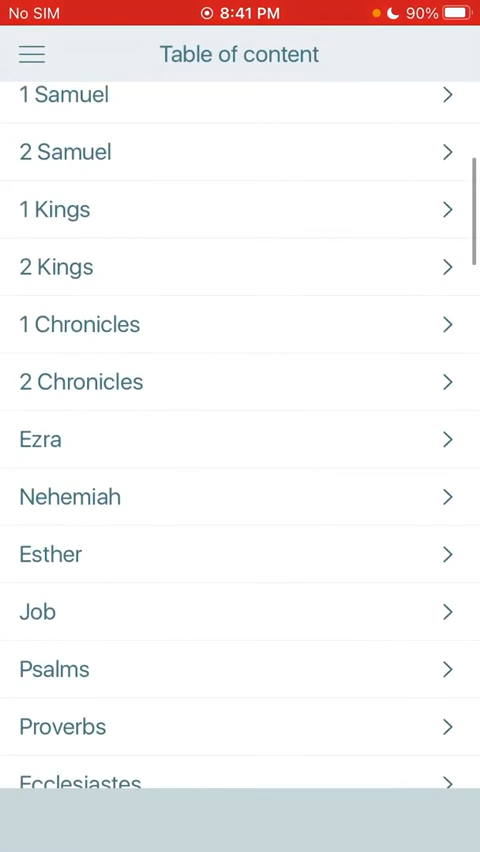 No SIM 8:41 PM 90%
Table of content
1 Samuel
2 Samuel
1 Kings
2 Kings
1 Chronicles
2 Chronicles
Ezra
Nehemiah
Esther
Job
Psalms
Proverbs
Ecclesiastes